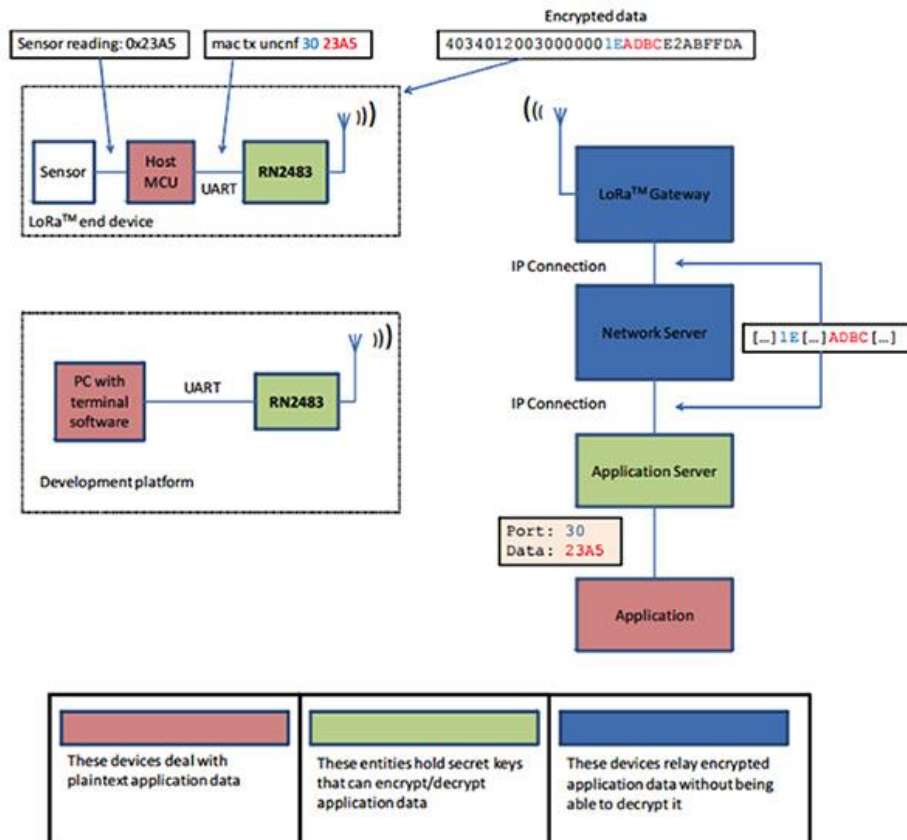 Encrypted data
Sensor reading: 0x23A5
mac tx uncnf 30 23A5
40340120030000001EADBCE2ABFFDA
Sensor
Host
MCU
UART
RN2483
LoRa™ end device
LoRa™ Gateway
IP Connection
Network Server
[…]1E[…]ADBC[…]
IP Connection
PC with
terminal
software
UART
RN2483
Development platform
Application Server
Port: 30
Data: 23A5
Application
These devices deal with
plaintext application data
These entities hold secret keys
that can encrypt/decrypt
application data
These devices relay encrypted
application data without being
able to decrypt it